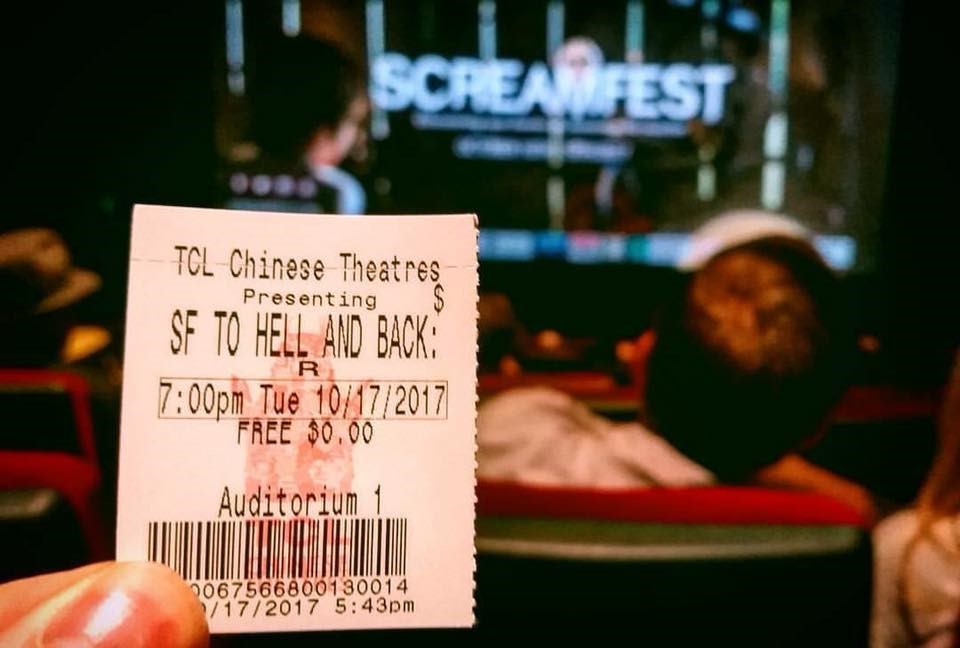 SCREAMFEST
TCL Chinese Theatres
Presenting $
SF TO HELL AND BACK:
R
7:00pm Tue 10/17/2017
FREE $0.00
Auditorium 1
0067566800130014
/17/2017 5:43pm